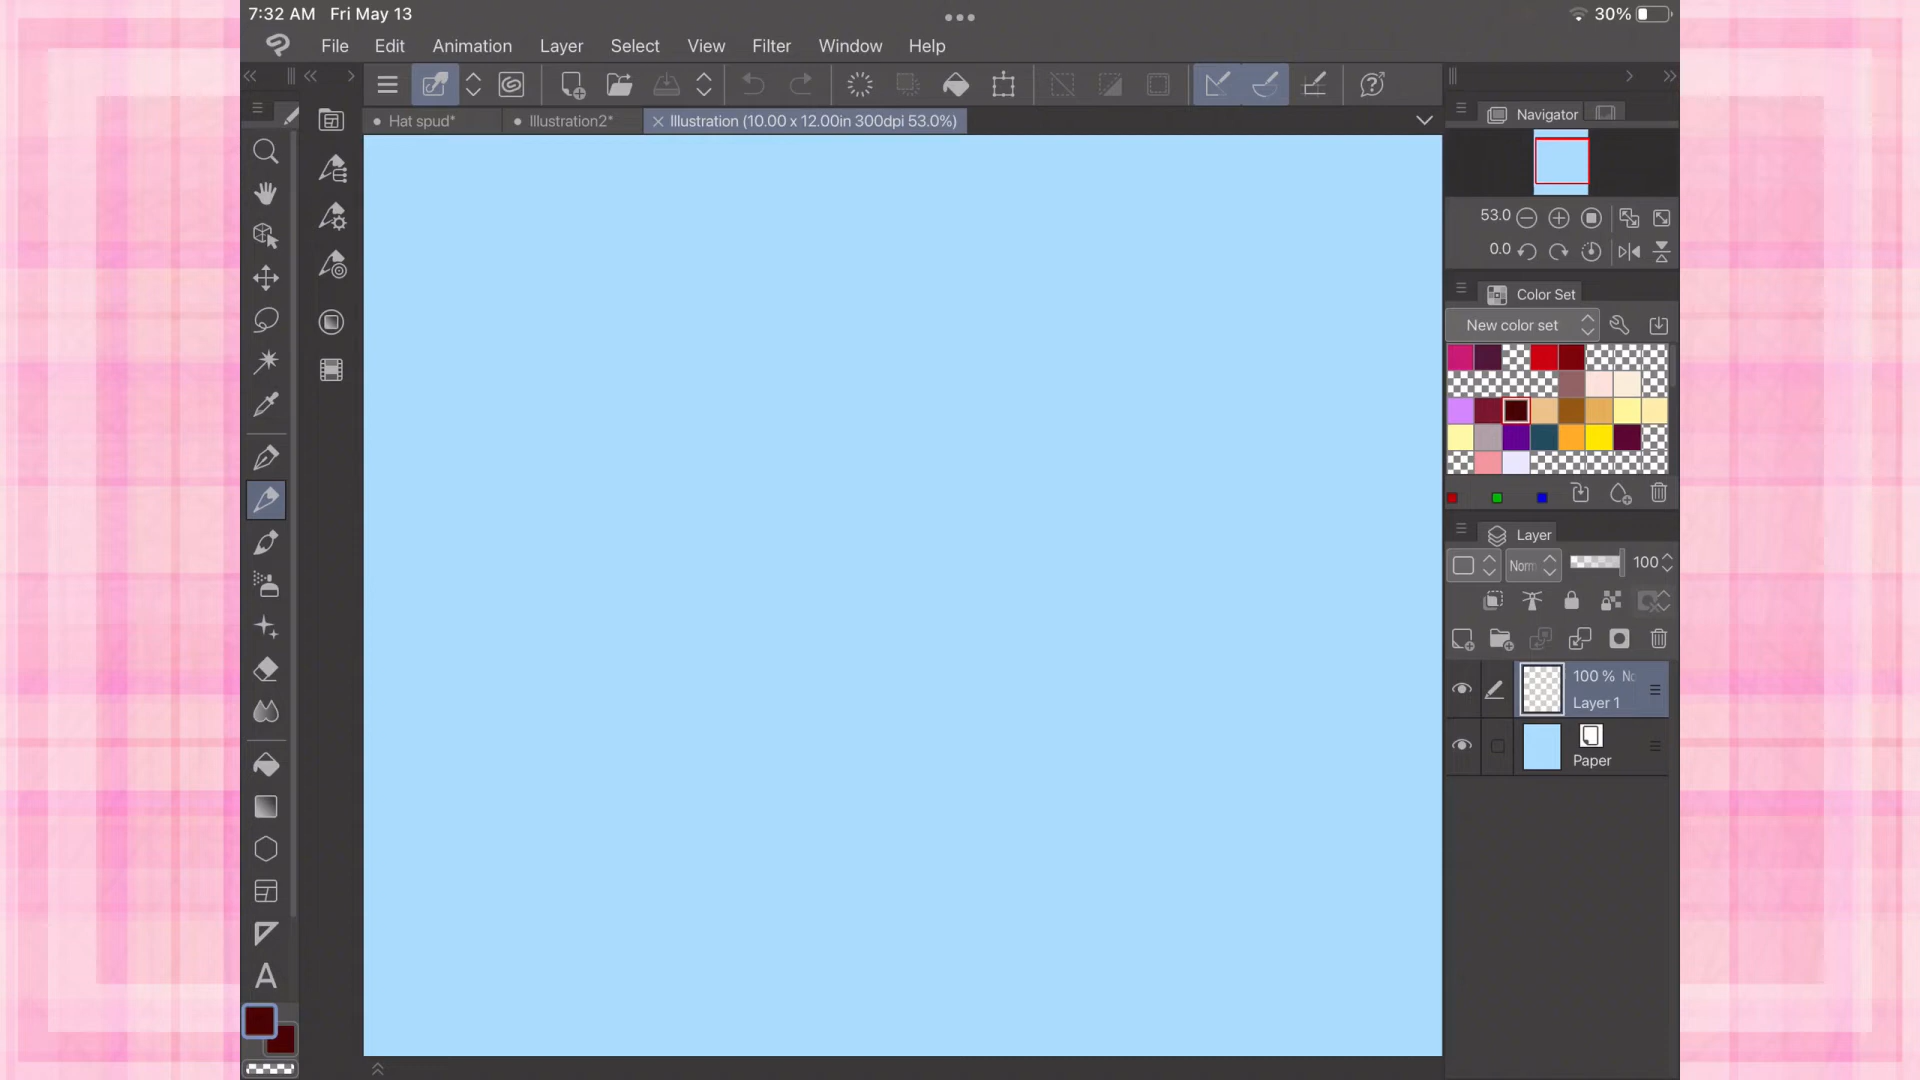 7:32 AM Fri May 13
30%
File Edit Animation Layer Select View Filter Window Help
Hat spud* Illustration2* Illustration (10.00 x 12.00in 300dpi 53.0%)
Navigator
53.0
0.0
Color Set
New color set
Layer
Norm 100
100 % No
Layer 1
Paper
A